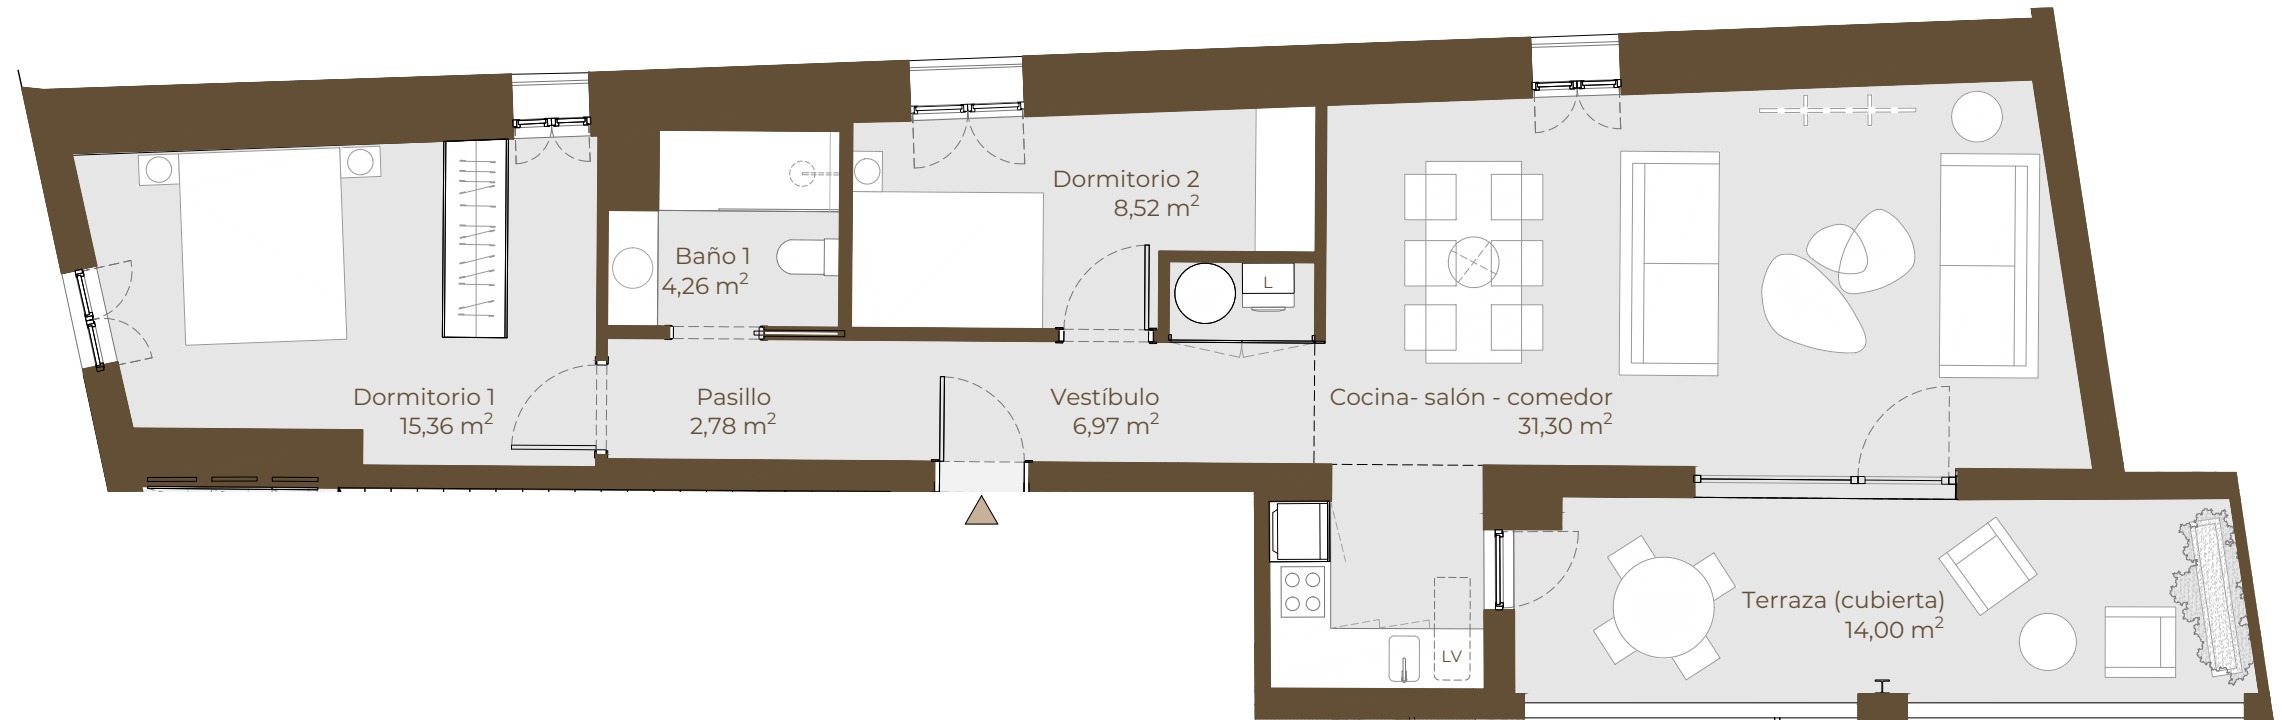 Dormitorio 1
15,36 m²
Baño 1
4,26 m²
Pasillo
2,78 m²
Dormitorio 2
8,52 m²
L
Vestíbulo
6,97 m²
Cocina- salón - comedor
31,30 m²
LV
Terraza (cubierta)
14,00 m²